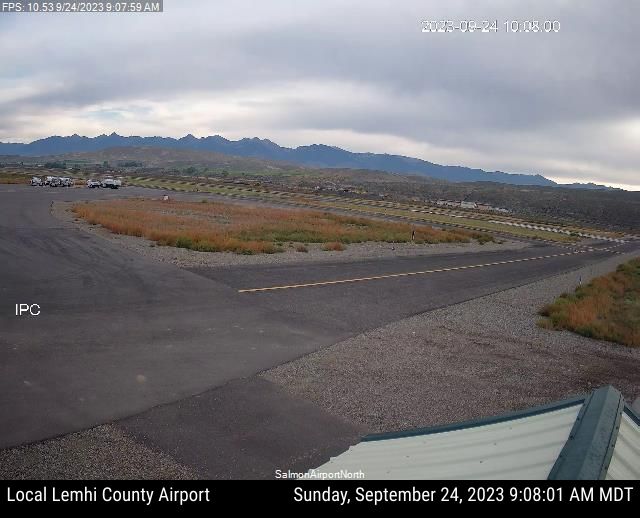 FPS: 10.53 9/24/2023 9:07:59 AM
2023-09-24 10:08:00
IPC
SalmonAirportNorth
Local Lemhi County Airport
Sunday, September 24, 2023 9:08:01 AM MDT